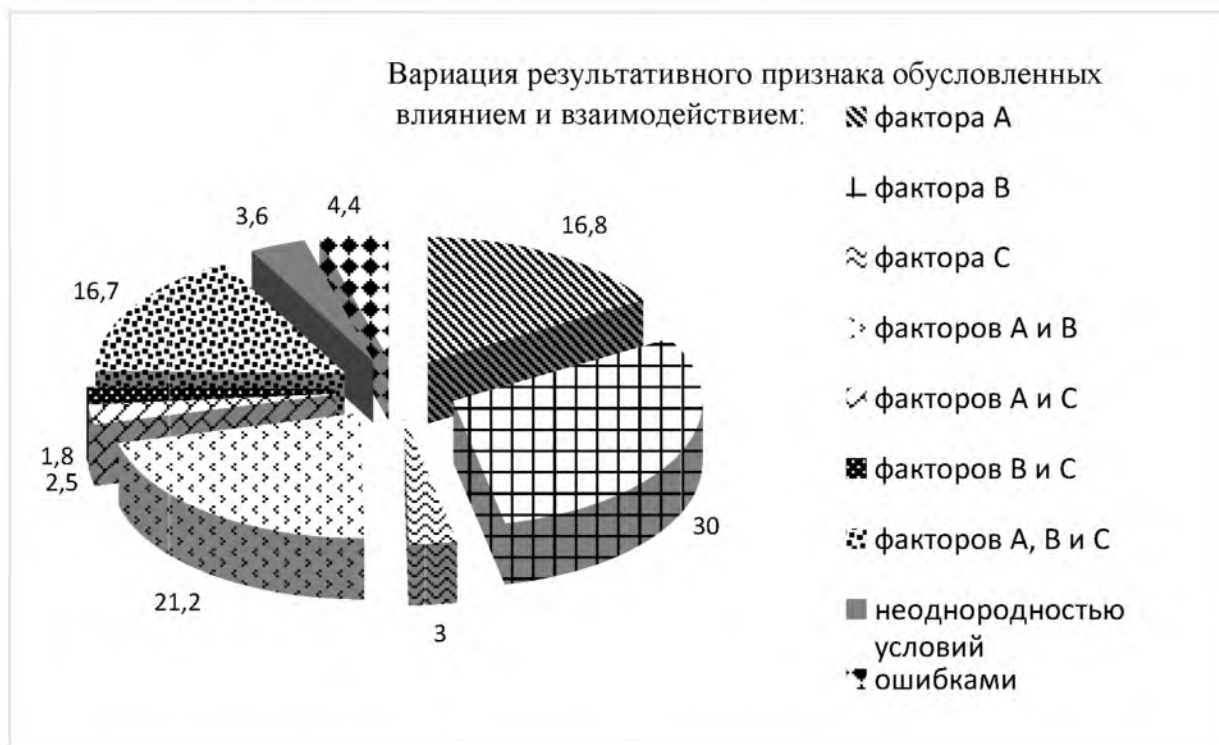 Вариация результативного признака обусловленных
влиянием и взаимодействием:
фактора А
фактора В
фактора С
факторов А и В
факторов А и С
факторов В и С
факторов А, В и С
неоднородностью
условий
ошибками
4,4
3,6
16,8
16,7
1,8
2,5
30
21,2
3